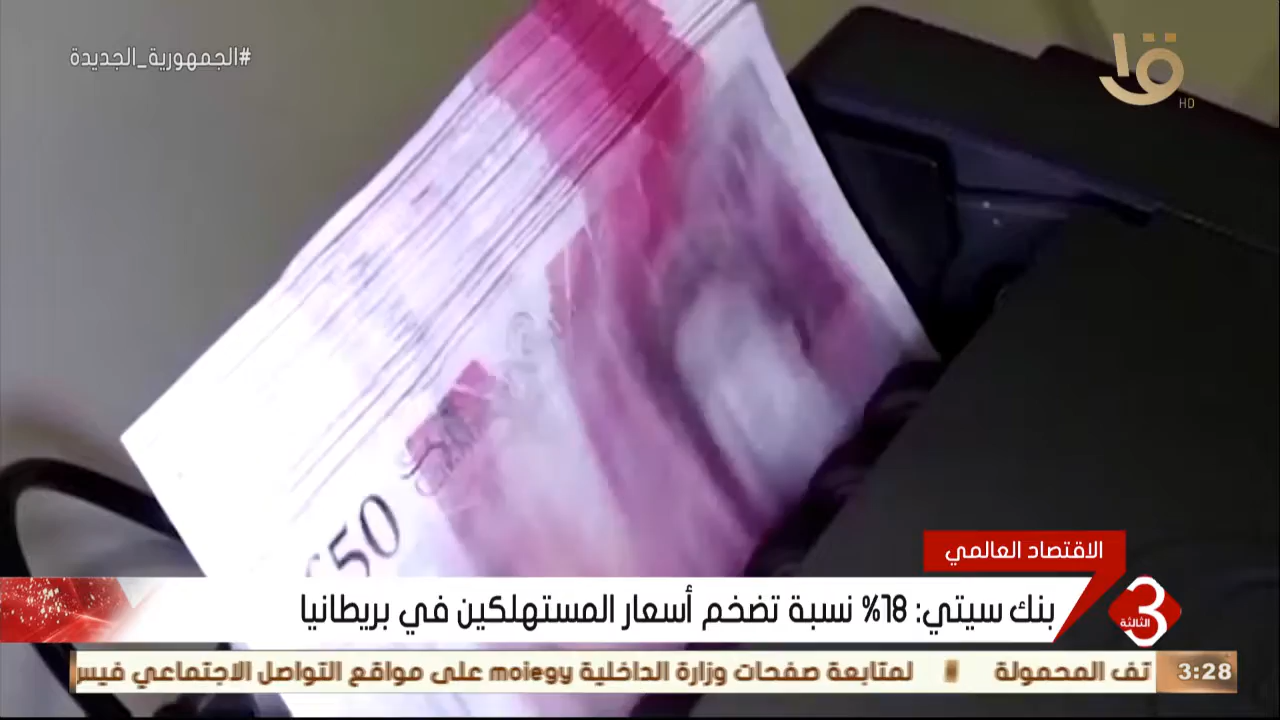 #الجمهورية_الجديدة
HD
£50
50
الاقتصاد العالمي
بنك سيتي: 18% نسبة تضخم أسعار المستهلكين في بريطانيا
3
الثالثة
تف المحمولة لمتابعة صفحات وزارة الداخلية moiegy على مواقع التواصل الاجتماعي فيس
3:28